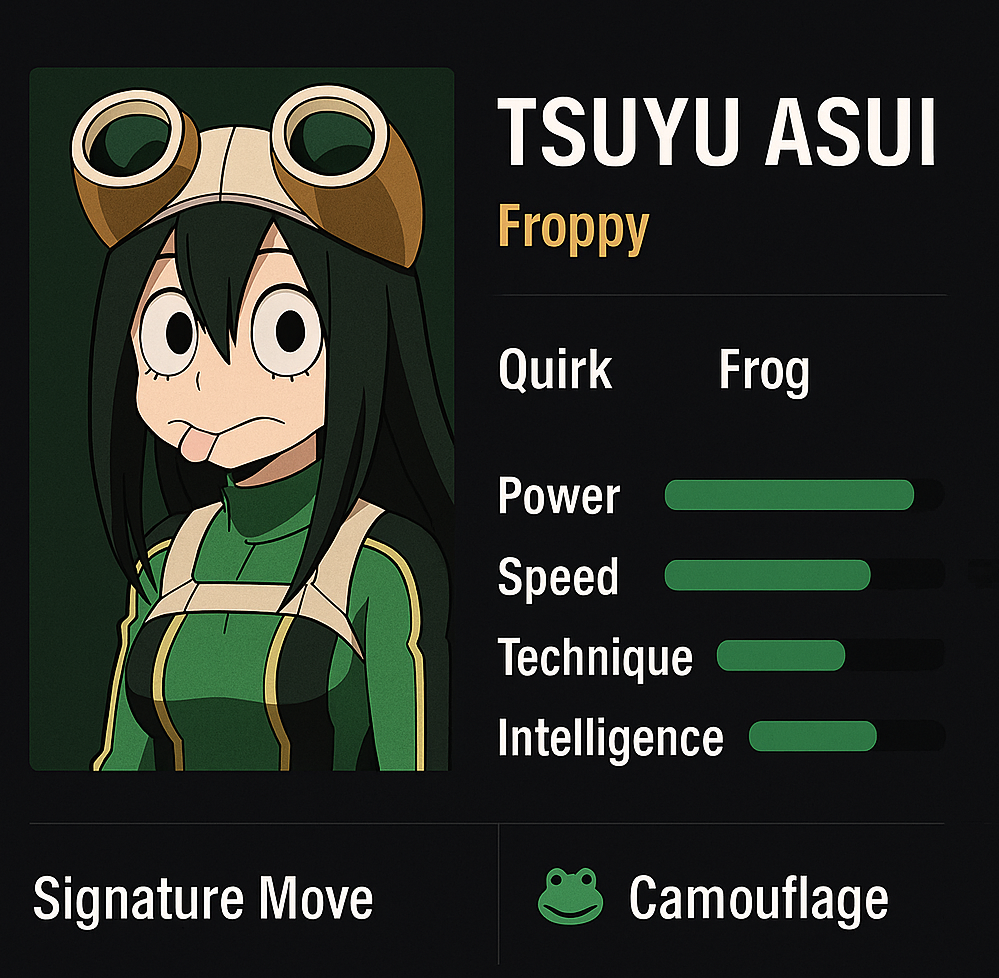 TSUYU ASUI
Froppy
Quirk Frog
Power
Speed
Technique
Intelligence
Signature Move Camouflage